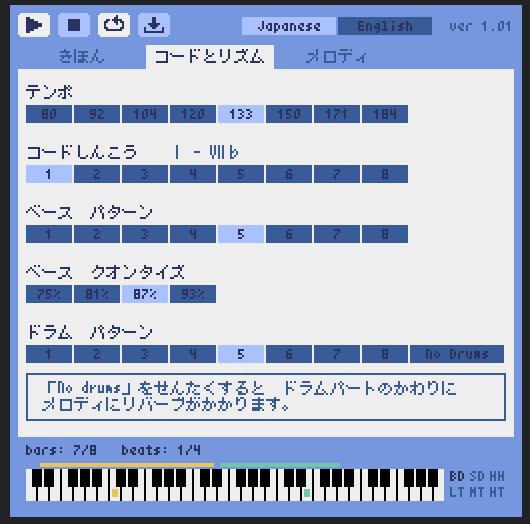 Japanese English ver 1.01
きほん コードとリズム メロディ
テンポ
80 92 104 120 133 150 171 184
コードしんこう Ⅰ - Ⅶ♭
1 2 3 4 5 6 7 8
ベース パターン
1 2 3 4 5 6 7 8
ベース クオンタイズ
75% 81% 87% 93%
ドラム パターン
1 2 3 4 5 6 7 8 No Drums
「No drums」をせんたくすると ドラムパートのかわりに
メロディにリバーブがかかります。
bars: 7/8 beats: 1/4
BD SD HH
LT MT HT